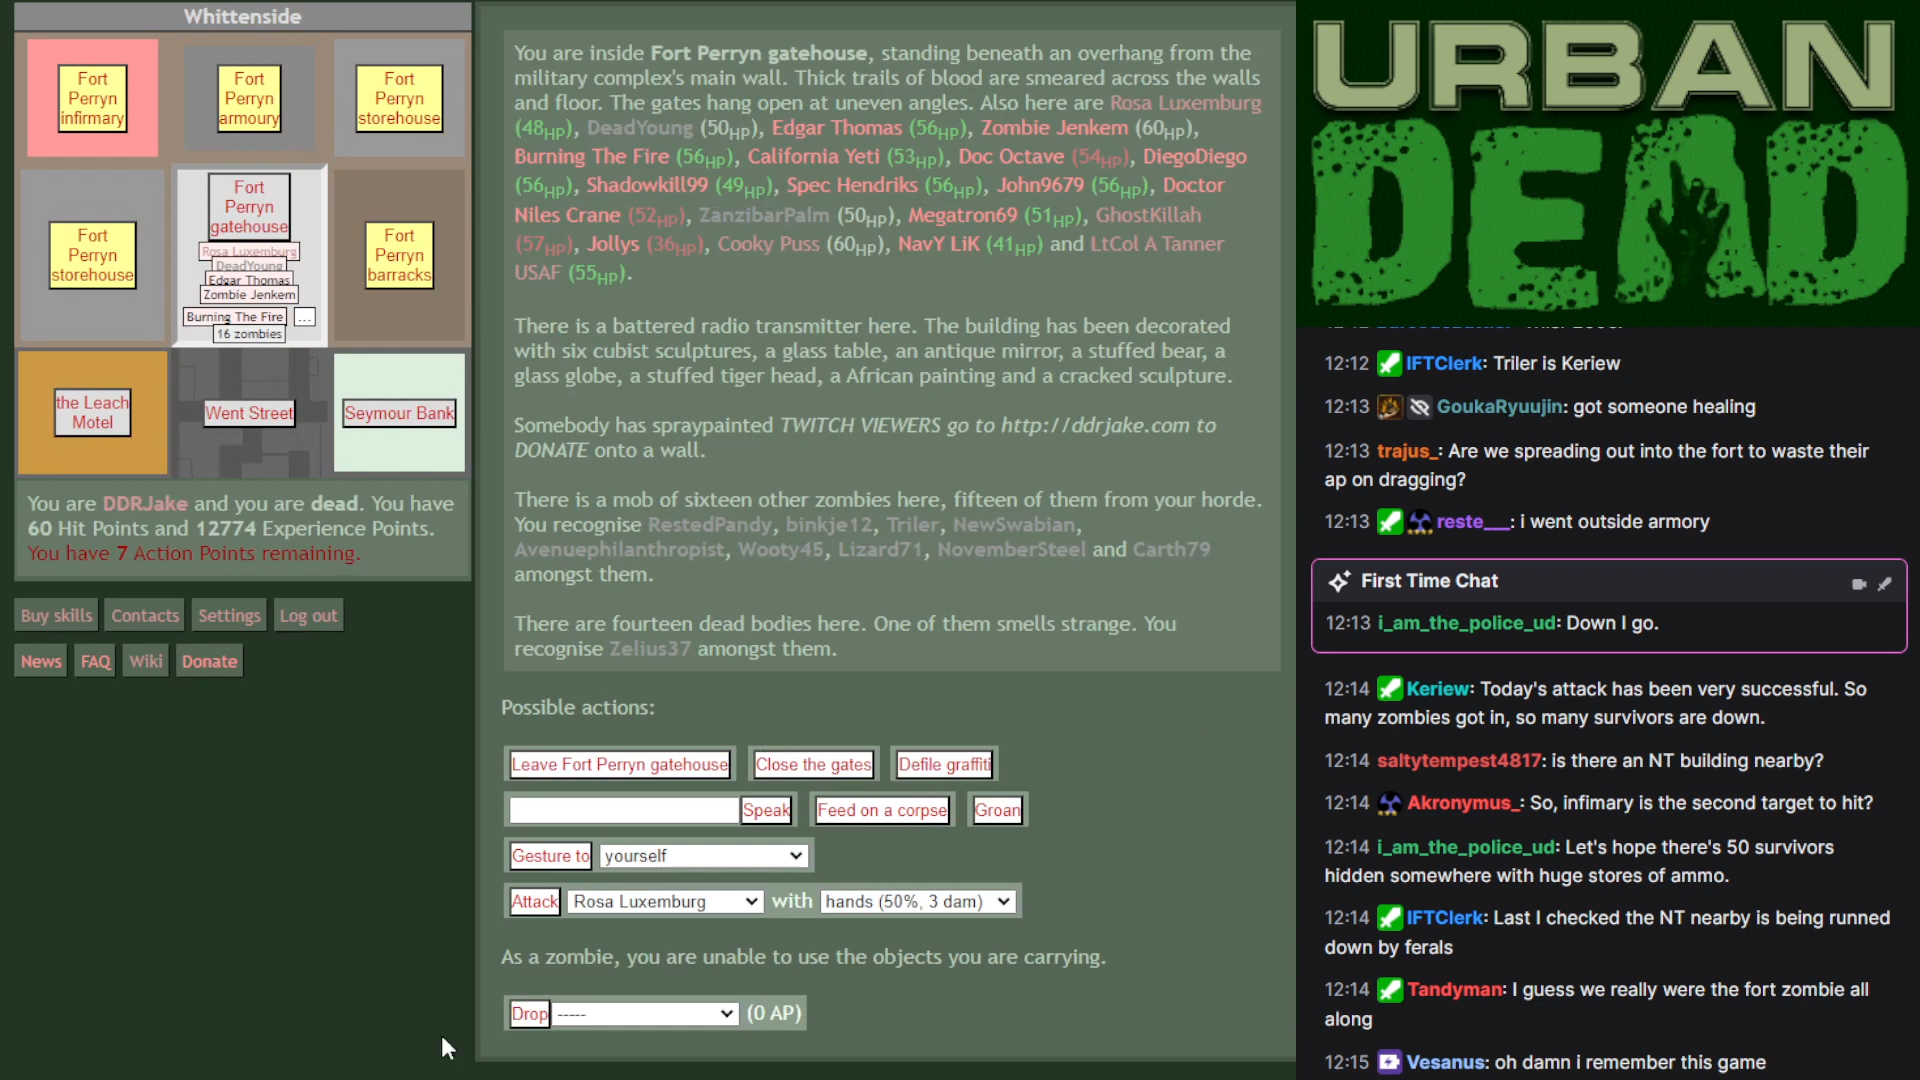 Whittenside
Fort
Perryn
infirmary
Fort
Perryn
armoury
Fort
Perryn
storehouse
Fort
Perryn
storehouse
Fort
Perryn
gatehouse
Rosa Luxemburg
DeadYoung
Edgar Thomas
Zombie Jenkem
Burning The Fire
...
16 zombies
Fort
Perryn
barracks
the Leach
Motel
Went Street
Seymour Bank
You are DDRJake and you are dead. You have
60 Hit Points and 12774 Experience Points.
You have 7 Action Points remaining.
Buy skills
Contacts
Settings
Log out
News
FAQ
Wiki
Donate
You are inside Fort Perryn gatehouse, standing beneath an overhang from the
military complex's main wall. Thick trails of blood are smeared across the walls
and floor. The gates hang open at uneven angles. Also here are Rosa Luxemburg
(48HP), DeadYoung (50HP), Edgar Thomas (56HP), Zombie Jenkem (60HP),
Burning The Fire (56HP), California Yeti (53HP), Doc Octave (54HP), DiegoDiego
(56HP), Shadowkill99 (49HP), Spec Hendriks (56HP), John9679 (56HP), Doctor
Niles Crane (52HP), ZanzibarPalm (50HP), Megatron69 (51HP), GhostKillah
(57HP), Jollys (36HP), Cooky Puss (60HP), NavY LiK (41HP) and LtCol A Tanner
USAF (55HP).
There is a battered radio transmitter here. The building has been decorated
with six cubist sculptures, a glass table, an antique mirror, a stuffed bear, a
glass globe, a stuffed tiger head, a African painting and a cracked sculpture.
Somebody has spraypainted TWITCH VIEWERS go to http://ddrjake.com to
DONATE onto a wall.
There is a mob of sixteen other zombies here, fifteen of them from your horde.
You recognise RestedPandy, binkje12, Triler, NewSwabian,
Avenuephilanthropist, Wooty45, Lizard71, NovemberSteel and Carth79
amongst them.
There are fourteen dead bodies here. One of them smells strange. You
recognise Zelius37 amongst them.
Possible actions:
Leave Fort Perryn gatehouse
Close the gates
Defile graffiti
Speak
Feed on a corpse
Groan
Gesture to yourself
Attack Rosa Luxemburg with hands (50%, 3 dam)
As a zombie, you are unable to use the objects you are carrying.
Drop ----- (0 AP)
URBAN
DEAD
12:12 IFTClerk: Triler is Keriew
12:13 GoukaRyuujin: got someone healing
12:13 trajus_: Are we spreading out into the fort to waste their
ap on dragging?
12:13 reste___: i went outside armory
First Time Chat
12:13 i_am_the_police_ud: Down I go.
12:14 Keriew: Today's attack has been very successful. So
many zombies got in, so many survivors are down.
12:14 saltytempest4817: is there an NT building nearby?
12:14 Akronymus_: So, infimary is the second target to hit?
12:14 i_am_the_police_ud: Let's hope there's 50 survivors
hidden somewhere with huge stores of ammo.
12:14 IFTClerk: Last I checked the NT nearby is being runned
down by ferals
12:14 Tandyman: I guess we really were the fort zombie all
along
12:15 Vesanus: oh damn i remember this game